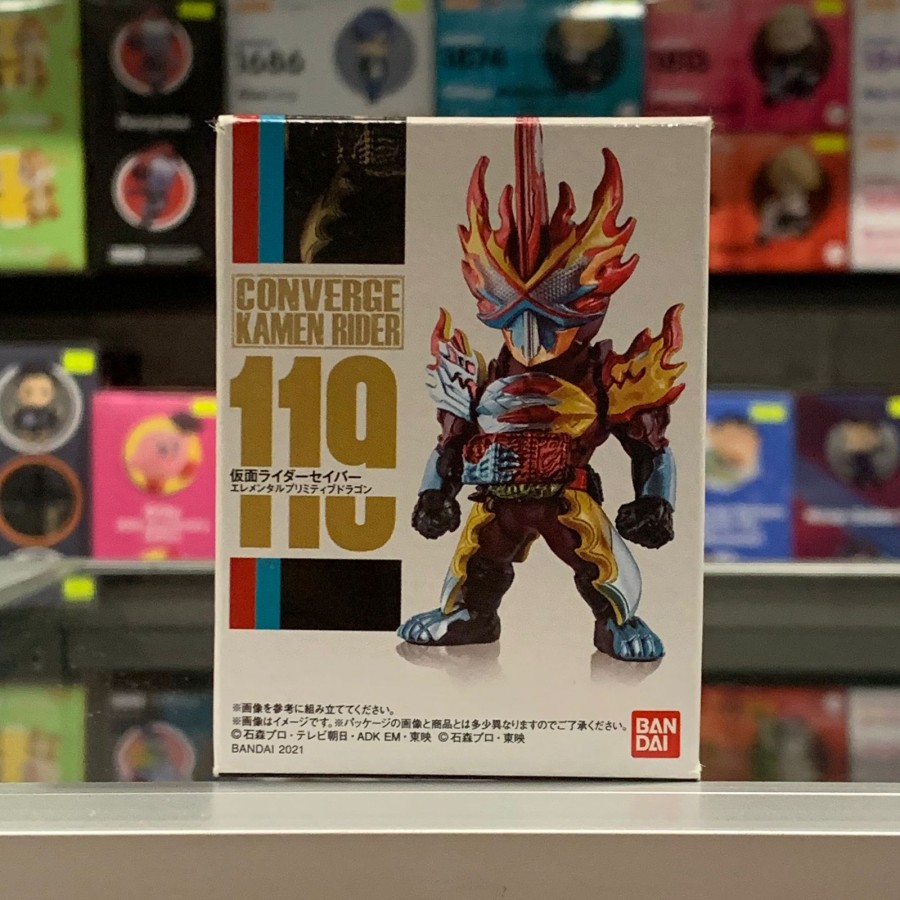 1686
1874
CONVERGE
KAMEN RIDER
119
仮面ライダーセイバー
エレメンタルプリミティブドラゴン
※画像を参考に組み立ててください。
※画像はイメージです。※パッケージの画像と商品とは多少異なりますのでご了承ください。
©石森プロ・テレビ朝日・ADK EM・東映 ©石森プロ・東映
BANDAI 2021
BAN
DAI